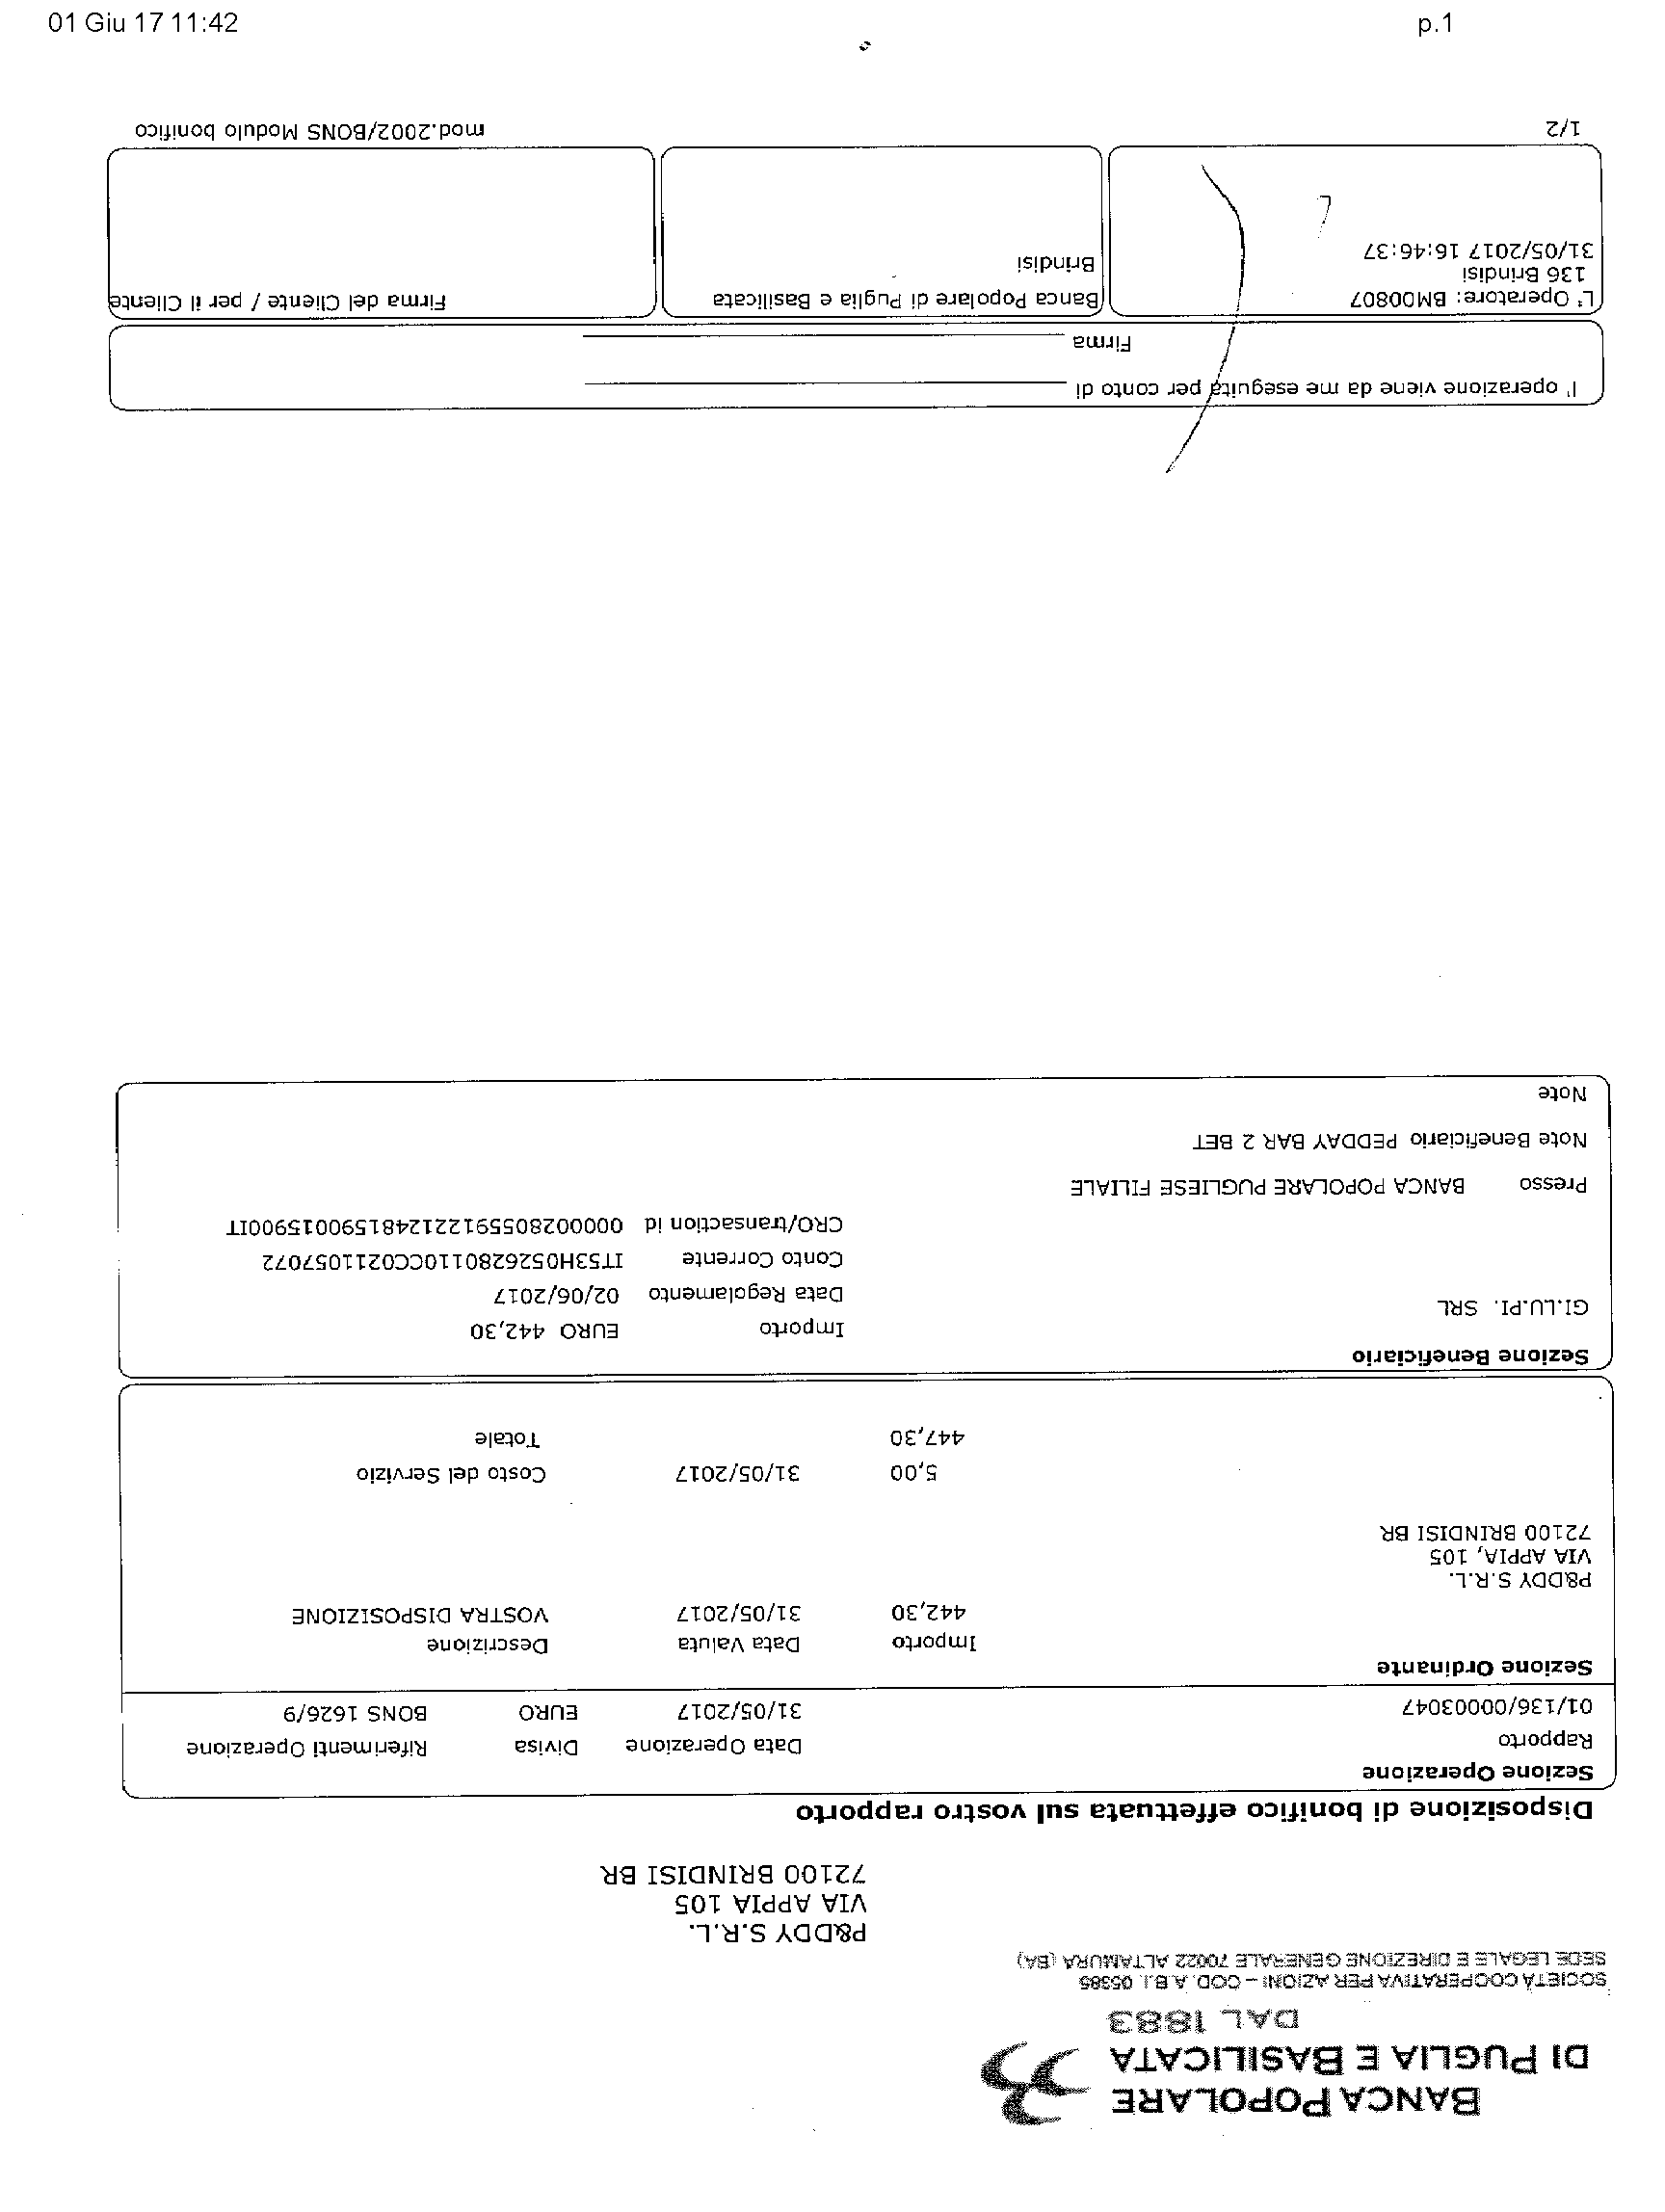 01 Giu 17 11:42 p.1
BANCA POPOLARE
DI PUGLIA E BASILICATA
DAL 1883
SOCIETÀ COOPERATIVA PER AZIONI - COD. A.B.I. 05385
SEDE LEGALE E DIREZIONE GENERALE 70022 ALTAMURA (BA)
P&DDY S.R.L.
VIA APPIA 105
72100 BRINDISI BR
Disposizione di bonifico effettuata sul vostro rapporto
Sezione Operazione
Rapporto Data Operazione Divisa Riferimenti Operazione
01/136/00003047 31/05/2017 EURO BONS 1626/9
Sezione Ordinante
Importo Data Valuta Descrizione
442,30 31/05/2017 VOSTRA DISPOSIZIONE
P&DDY S.R.L.
VIA APPIA, 105
72100 BRINDISI BR
5,00 31/05/2017 Costo del Servizio
447,30 Totale
Sezione Beneficiario
Importo EURO 442,30
GI.LU.PI. SRL
Data Regolamento 02/06/2017
Conto Corrente IT53H0526280110CC0211057072
CRO/transaction id 0000028055912212481590015900IT
Presso BANCA POPOLARE PUGLIESE FILIALE
Note Beneficiario PEDDAY BAR 2 BET
Note
l' operazione viene da me eseguita per conto di
Firma
L' Operatore: BM00807 Banca Popolare di Puglia e Basilicata Firma del Cliente / per il Cliente
136 Brindisi Brindisi
31/05/2017 16:46:37
1/2 mod.2002/BONS Modulo bonifico